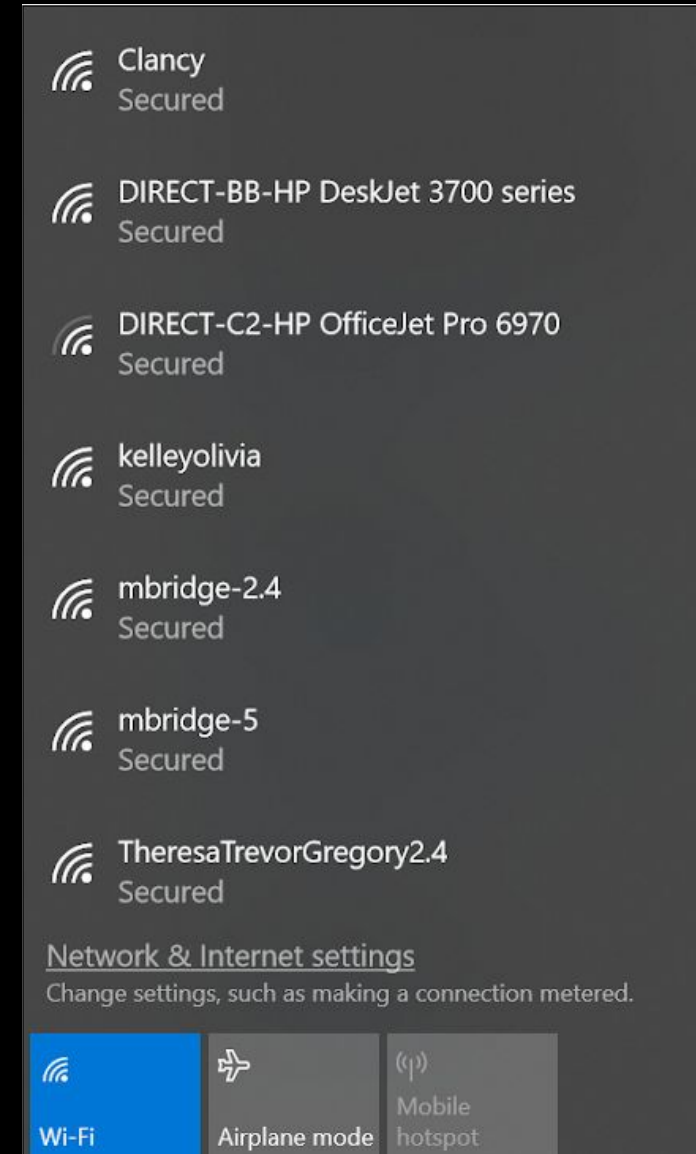 Clancy
Secured
DIRECT-BB-HP DeskJet 3700 series
Secured
DIRECT-C2-HP OfficeJet Pro 6970
Secured
kelleyolivia
Secured
mbridge-2.4
Secured
mbridge-5
Secured
TheresaTrevorGregory2.4
Secured
Network & Internet settings
Change settings, such as making a connection metered.
Wi-Fi
Airplane mode
Mobile
hotspot